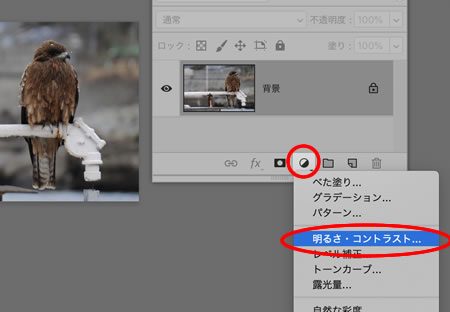 通常
不透明度： 100%
ロック：
塗り： 100%
背景
fx
べた塗り...
グラデーション...
パターン...
明るさ・コントラスト...
レベル補正...
トーンカーブ...
露光量...
自然な彩度...